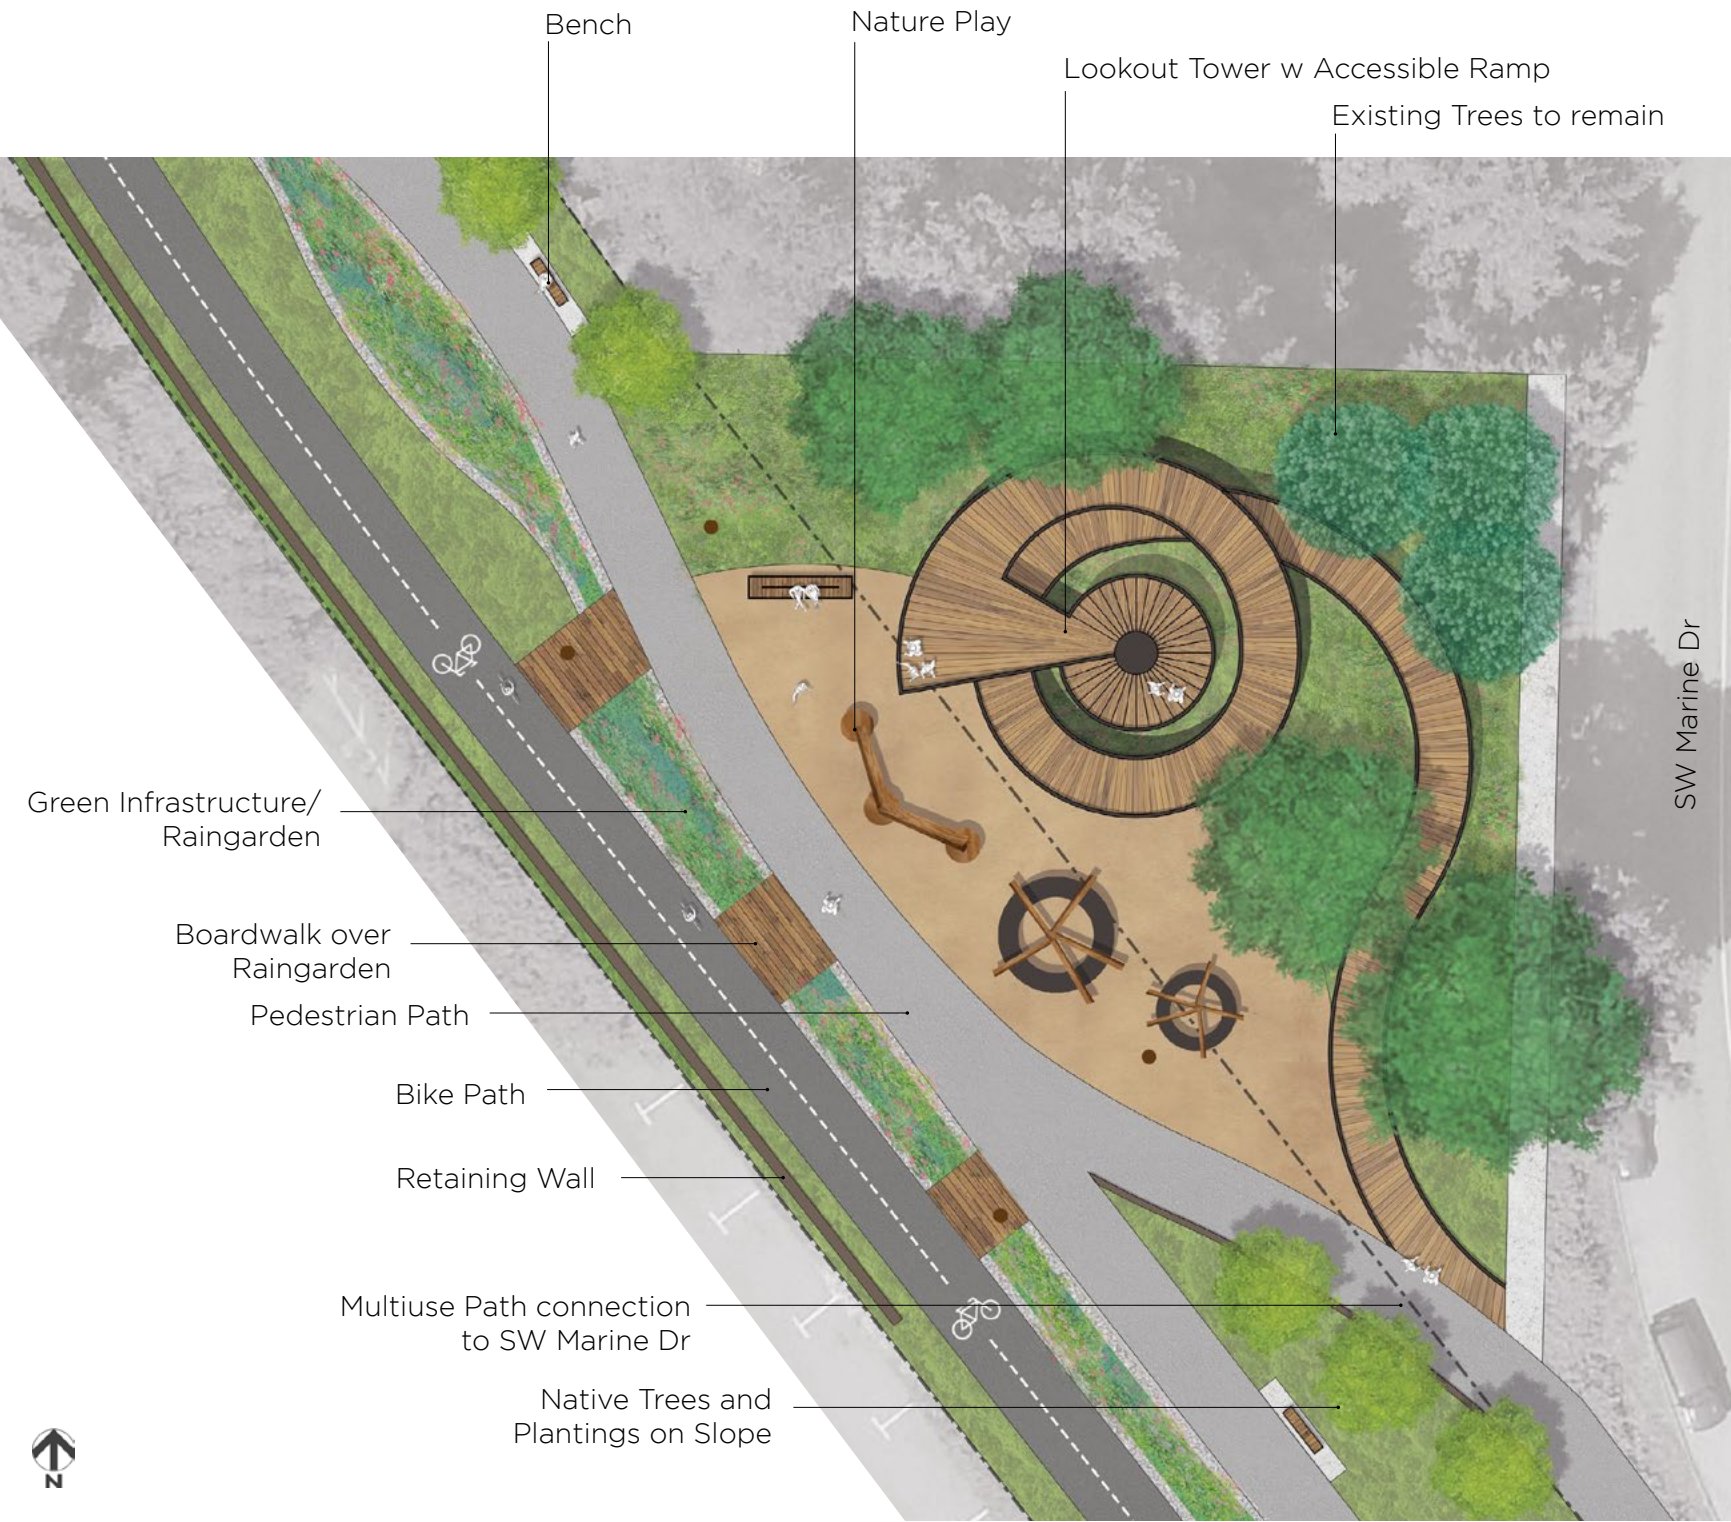 Bench
Nature Play
Lookout Tower w Accessible Ramp
Existing Trees to remain
SW Marine Dr
Green Infrastructure/
Raingarden
Boardwalk over
Raingarden
Pedestrian Path
Bike Path
Retaining Wall
Multiuse Path connection
to SW Marine Dr
Native Trees and
Plantings on Slope
N